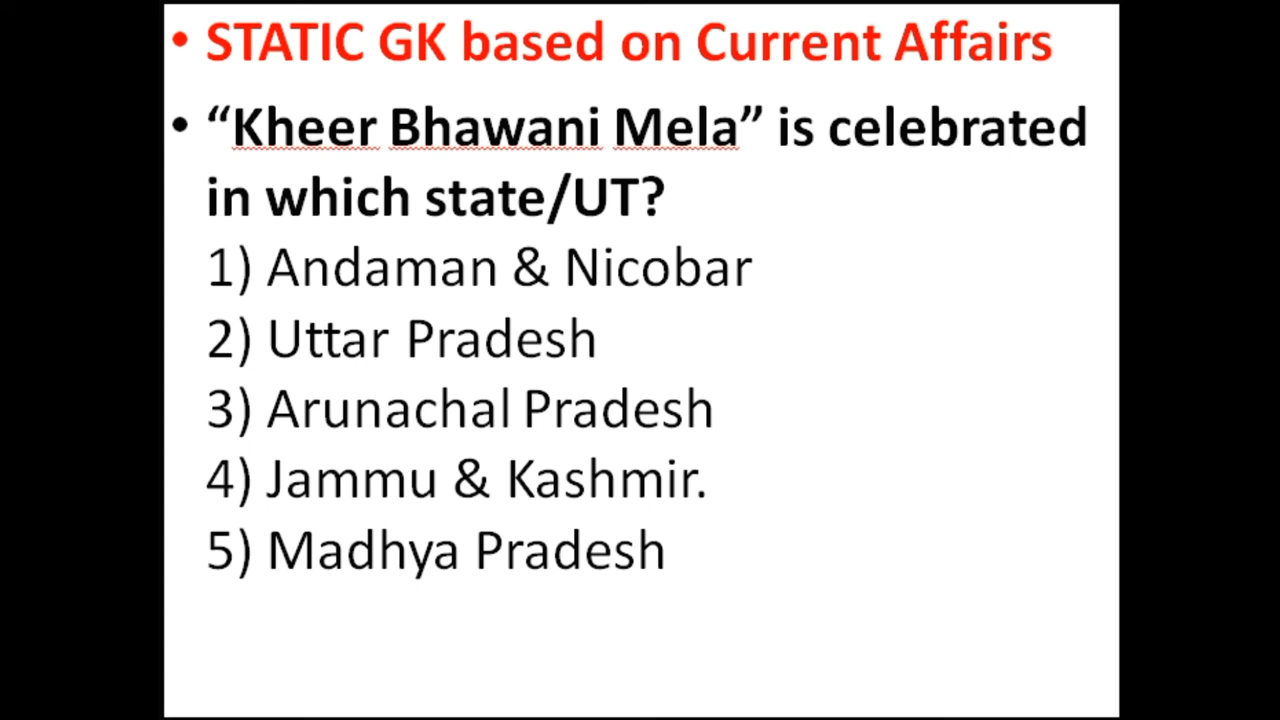 • STATIC GK based on Current Affairs
• “Kheer Bhawani Mela” is celebrated
in which state/UT?
1) Andaman & Nicobar
2) Uttar Pradesh
3) Arunachal Pradesh
4) Jammu & Kashmir.
5) Madhya Pradesh